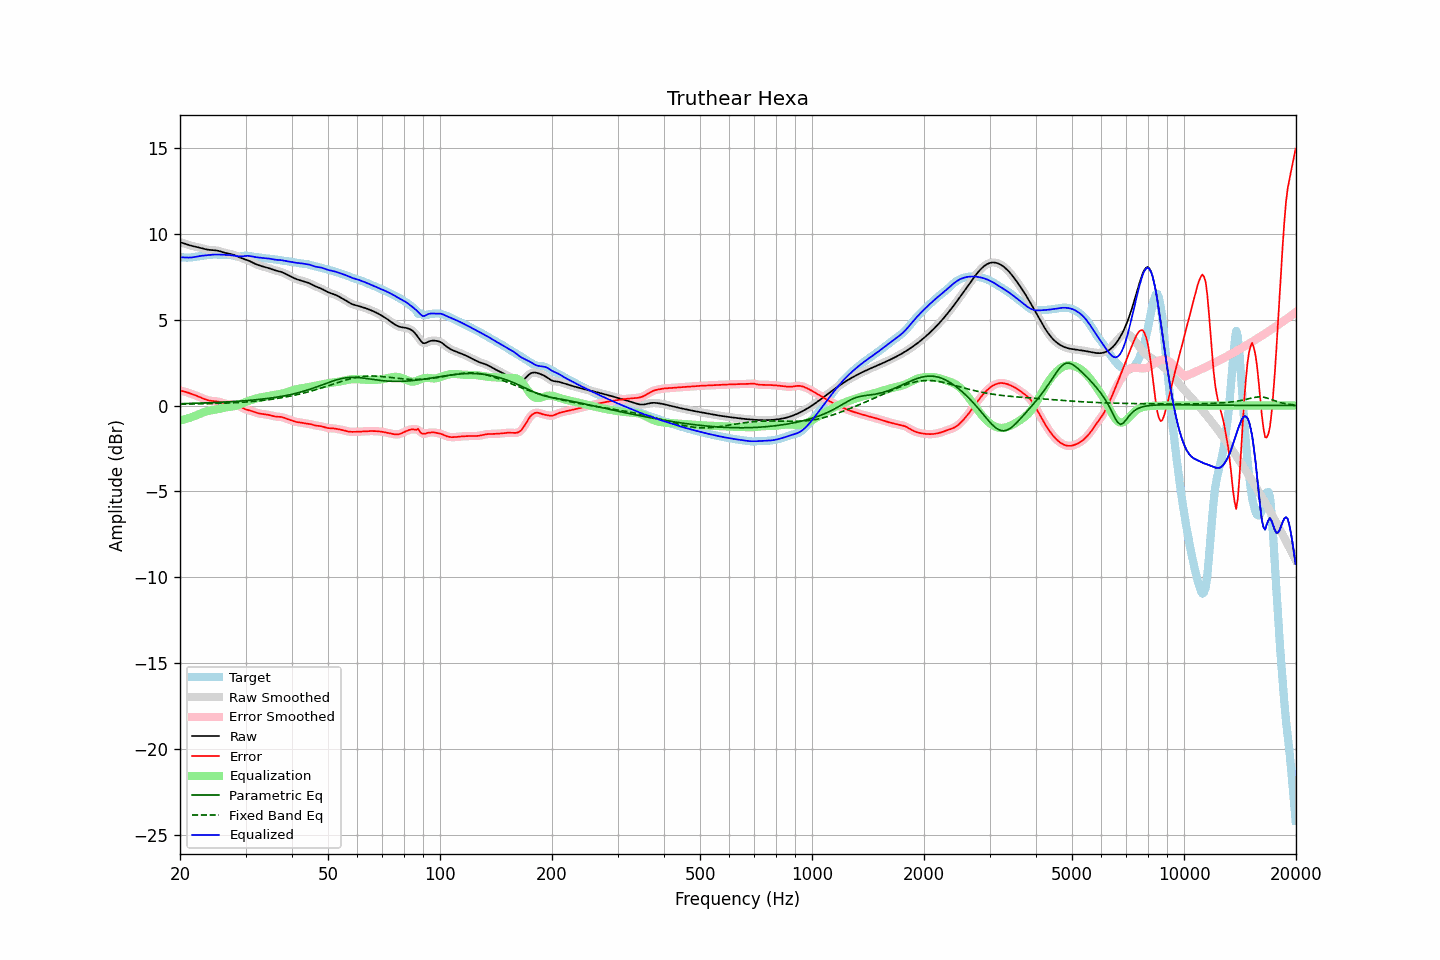 Truthear Hexa
15
10
5
0
−5
−10
−15
−20
−25
Amplitude (dBr)
Target
Raw Smoothed
Error Smoothed
Raw
Error
Equalization
Parametric Eq
Fixed Band Eq
Equalized
20 50 100 200 500 1000 2000 5000 10000 20000
Frequency (Hz)